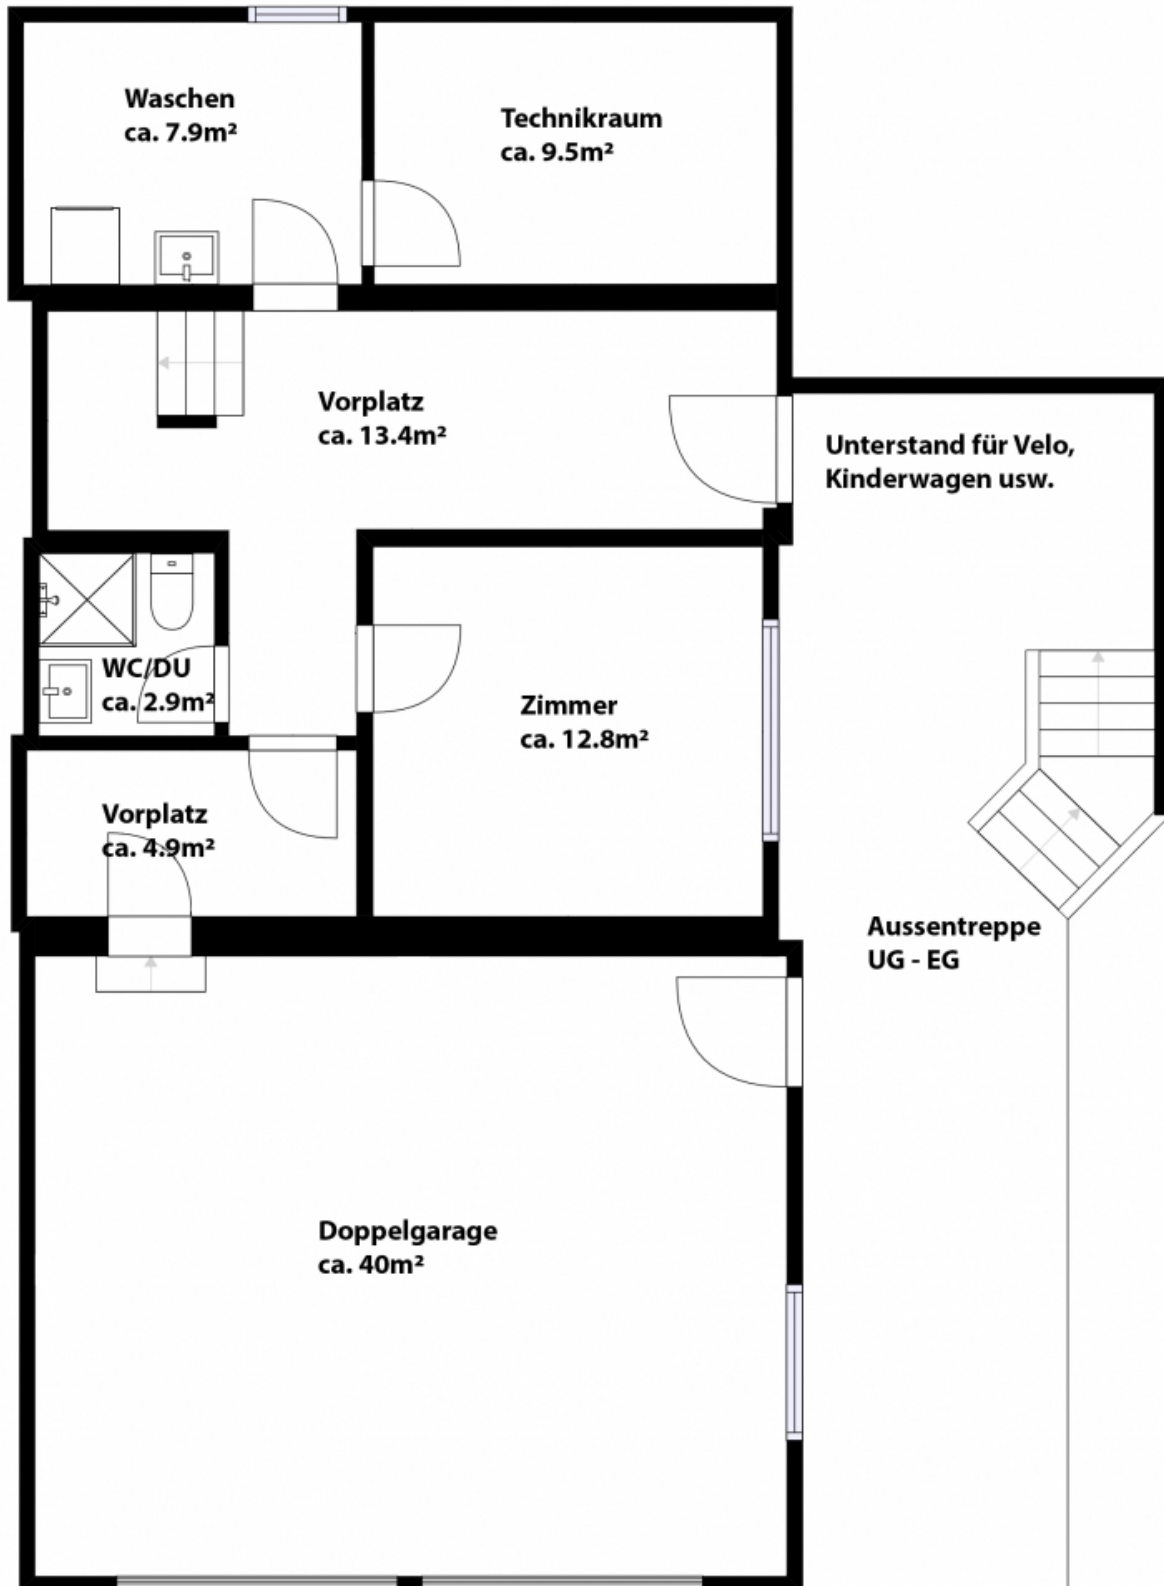 Waschen
ca. 7.9m²
Technikraum
ca. 9.5m²
Vorplatz
ca. 13.4m²
Unterstand für Velo,
Kinderwagen usw.
WC/DU
ca. 2.9m²
Zimmer
ca. 12.8m²
Vorplatz
ca. 4.9m²
Aussentreppe
UG - EG
Doppelgarage
ca. 40m²